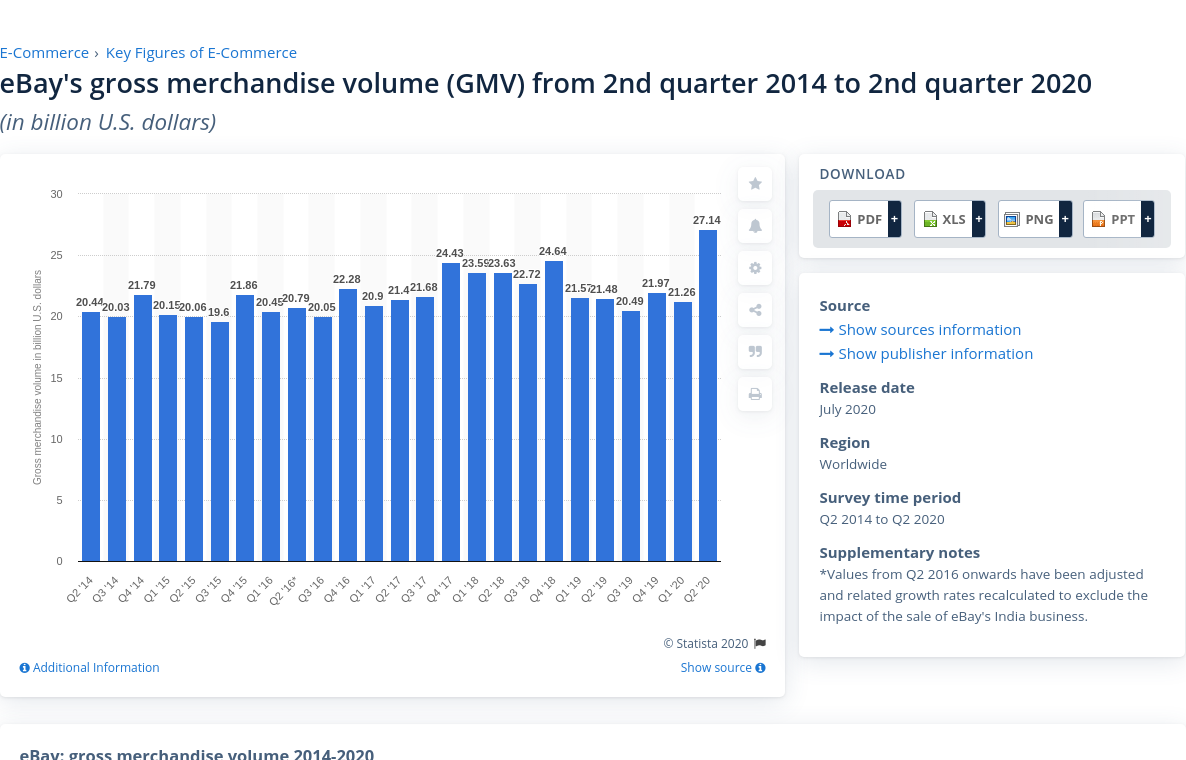 E-Commerce › Key Figures of E-Commerce
eBay's gross merchandise volume (GMV) from 2nd quarter 2014 to 2nd quarter 2020
(in billion U.S. dollars)
Gross merchandise volume in billion U.S. dollars
30
25
20
15
10
5
0
20.44
20.03
21.79
20.15
20.06
19.6
21.86
20.45
20.79
20.05
22.28
20.9
21.4
21.68
24.43
23.59
23.63
22.72
24.64
21.57
21.48
20.49
21.97
21.26
27.14
Q2 '14
Q3 '14
Q4 '14
Q1 '15
Q2 '15
Q3 '15
Q4 '15
Q1 '16
Q2 '16*
Q3 '16
Q4 '16
Q1 '17
Q2 '17
Q3 '17
Q4 '17
Q1 '18
Q2 '18
Q3 '18
Q4 '18
Q1 '19
Q2 '19
Q3 '19
Q4 '19
Q1 '20
Q2 '20
© Statista 2020
Additional Information
Show source
DOWNLOAD
PDF + XLS + PNG + PPT +
Source
Show sources information
Show publisher information
Release date
July 2020
Region
Worldwide
Survey time period
Q2 2014 to Q2 2020
Supplementary notes
*Values from Q2 2016 onwards have been adjusted
and related growth rates recalculated to exclude the
impact of the sale of eBay's India business.
eBay: gross merchandise volume 2014-2020